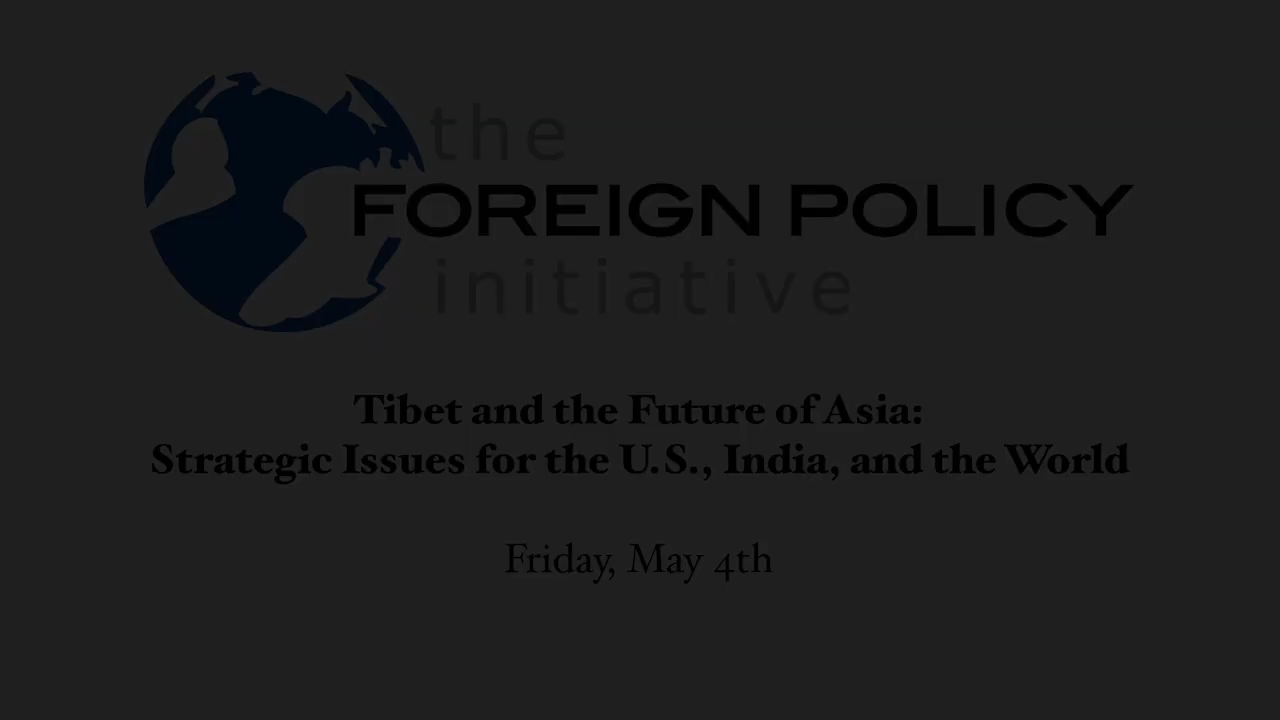 the
FOREIGN POLICY
initiative
Tibet and the Future of Asia:
Strategic Issues for the U.S., India, and the World
Friday, May 4th